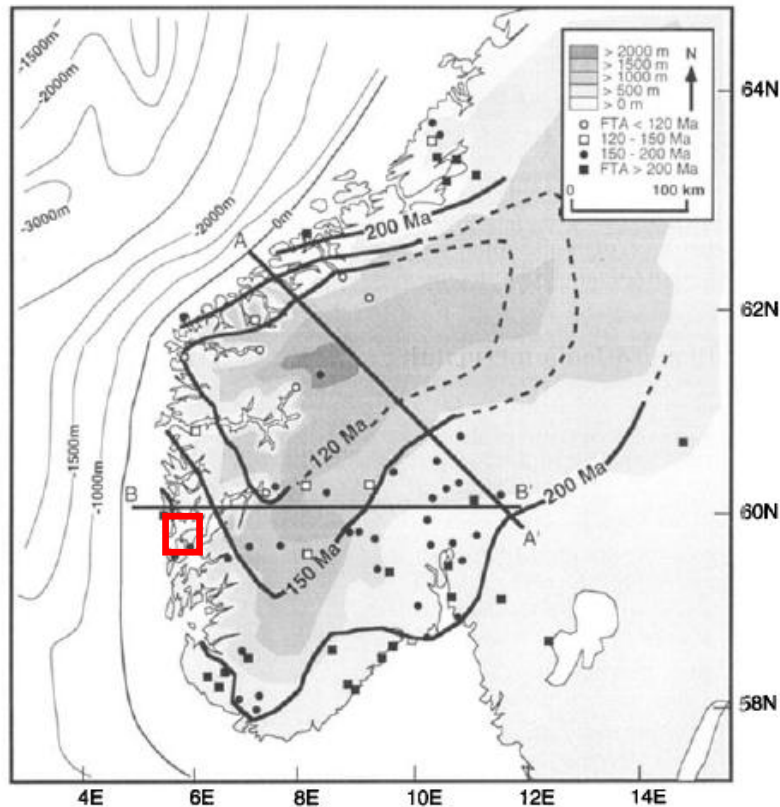 -1500m
-2000m
-3000m
-2000m
0m
-1500m
-1000m
> 2000 m
> 1500 m
> 1000 m
> 500 m
> 0 m
N
FTA < 120 Ma
120 - 150 Ma
150 - 200 Ma
FTA > 200 Ma
0 100 km
64N
62N
60N
58N
A
200 Ma
120 Ma
B
B'
200 Ma
A'
150 Ma
4E 6E 8E 10E 12E 14E